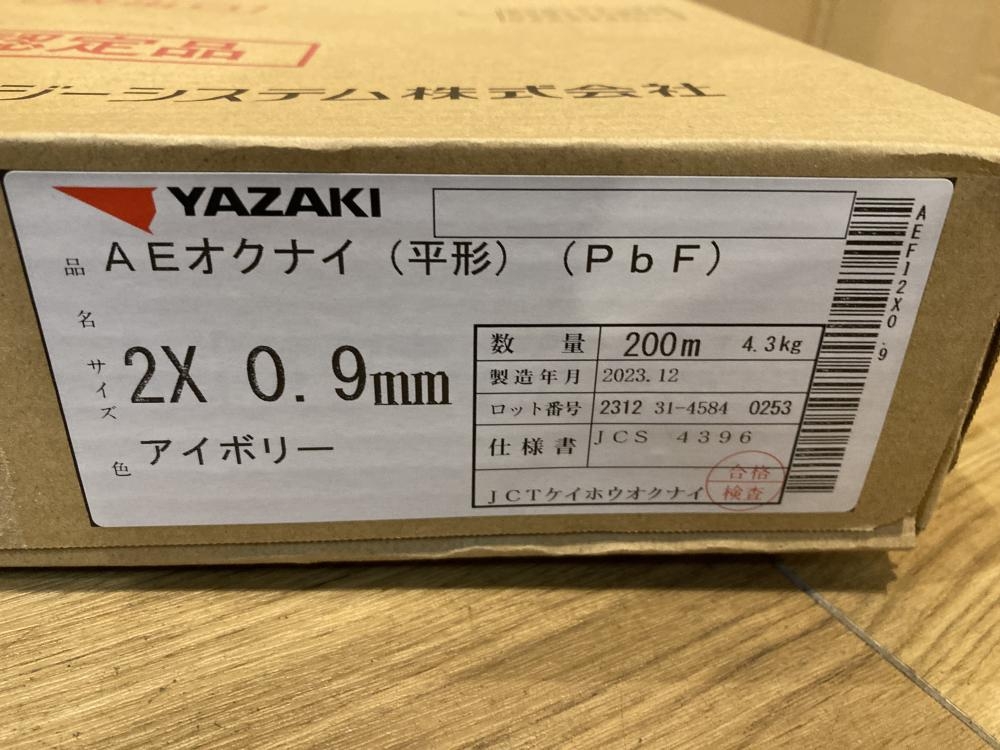 認定品
ジーシステム株式会社
YAZAKI
品名 AEオクナイ（平形）（PbF）
サイズ 2X 0.9mm
色 アイボリー
数量 200m 4.3kg
製造年月 2023.12
ロット番号 2312 31-4584 0253
仕様書 JCS 4396
JCTケイホウオクナイ
合格
検査
AEF12X0.9